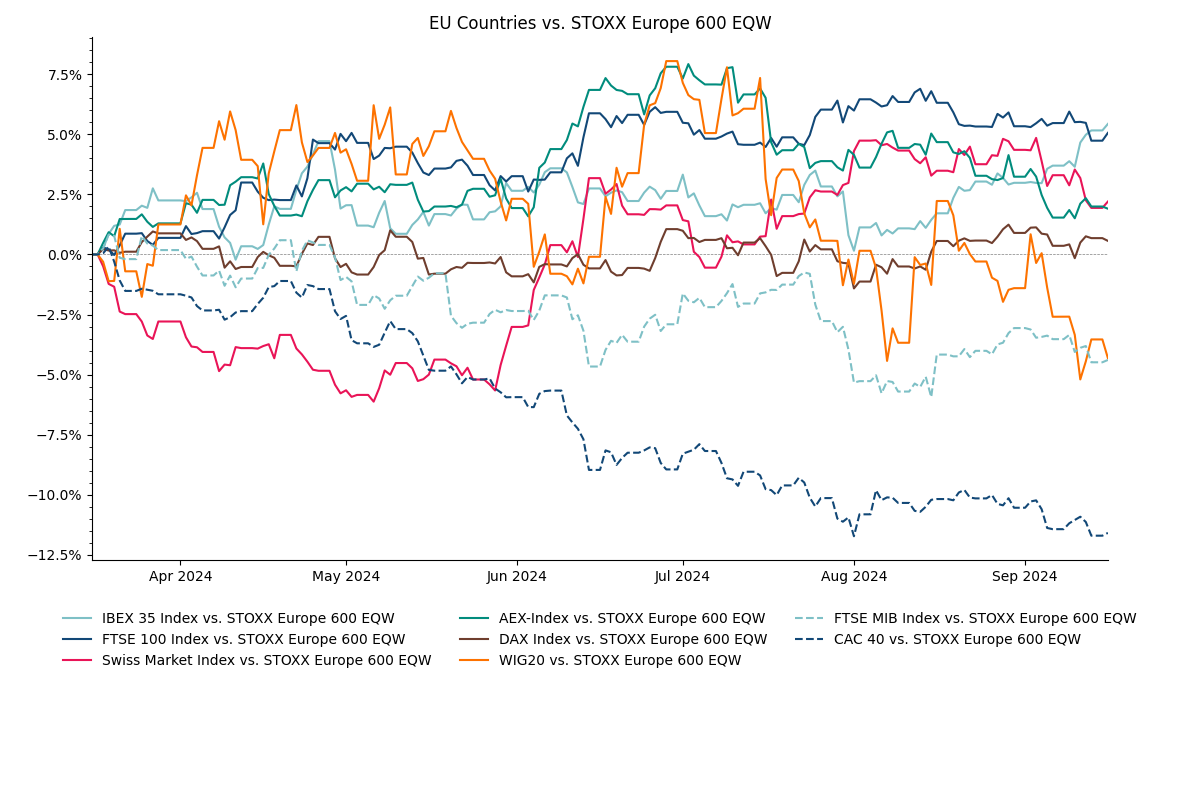 EU Countries vs. STOXX Europe 600 EQW
7.5%
5.0%
2.5%
0.0%
−2.5%
−5.0%
−7.5%
−10.0%
−12.5%
Apr 2024 May 2024 Jun 2024 Jul 2024 Aug 2024 Sep 2024
IBEX 35 Index vs. STOXX Europe 600 EQW AEX-Index vs. STOXX Europe 600 EQW FTSE MIB Index vs. STOXX Europe 600 EQW
FTSE 100 Index vs. STOXX Europe 600 EQW DAX Index vs. STOXX Europe 600 EQW CAC 40 vs. STOXX Europe 600 EQW
Swiss Market Index vs. STOXX Europe 600 EQW WIG20 vs. STOXX Europe 600 EQW